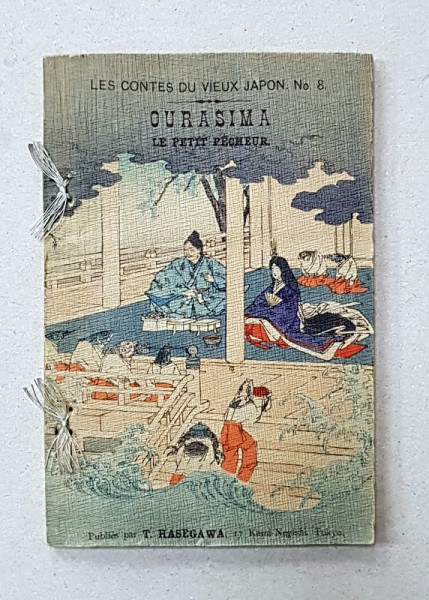 LES CONTES DU VIEUX JAPON. No. 8.
OURASIMA
LE PETIT PÊCHEUR.
Publiés par T. HASEGAWA, 17 Kami-Negishi, Tokyo.